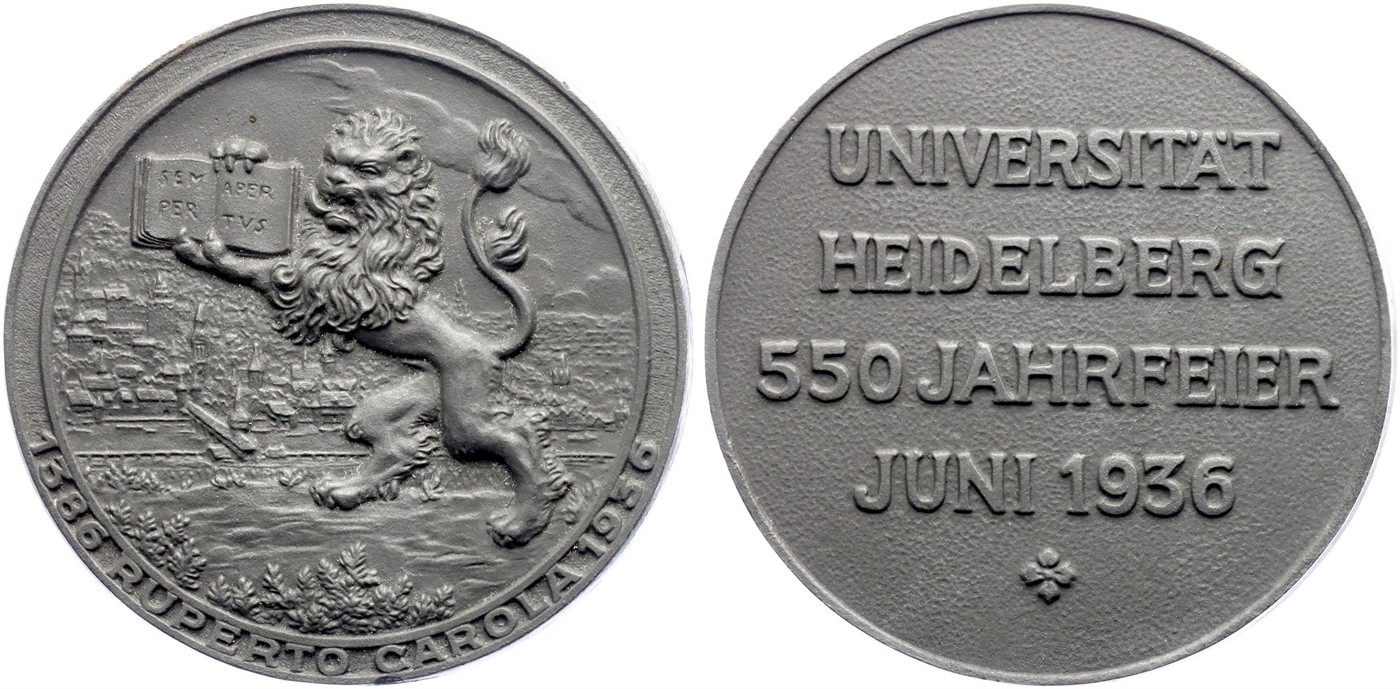 SEM
PER
APER
TVS
1386 RUPERTO CAROLA 1936
UNIVERSITÄT
HEIDELBERG
550 JAHRFEIER
JUNI 1936